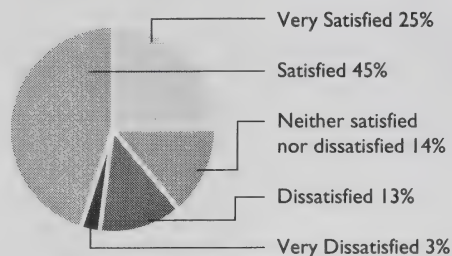 Very Satisfied 25%
Satisfied 45%
Neither satisfied
nor dissatisfied 14%
Dissatisfied 13%
Very Dissatisfied 3%